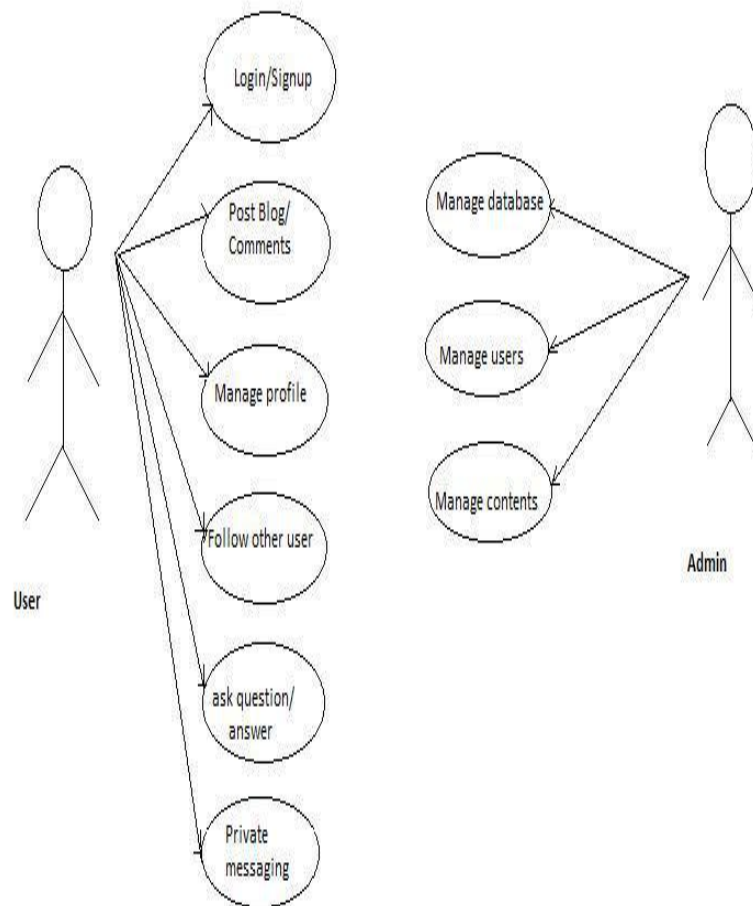 Login/Signup
Post Blog/
Comments
Manage profile
Follow other user
ask question/
answer
Private
messaging
User
Manage database
Manage users
Manage contents
Admin